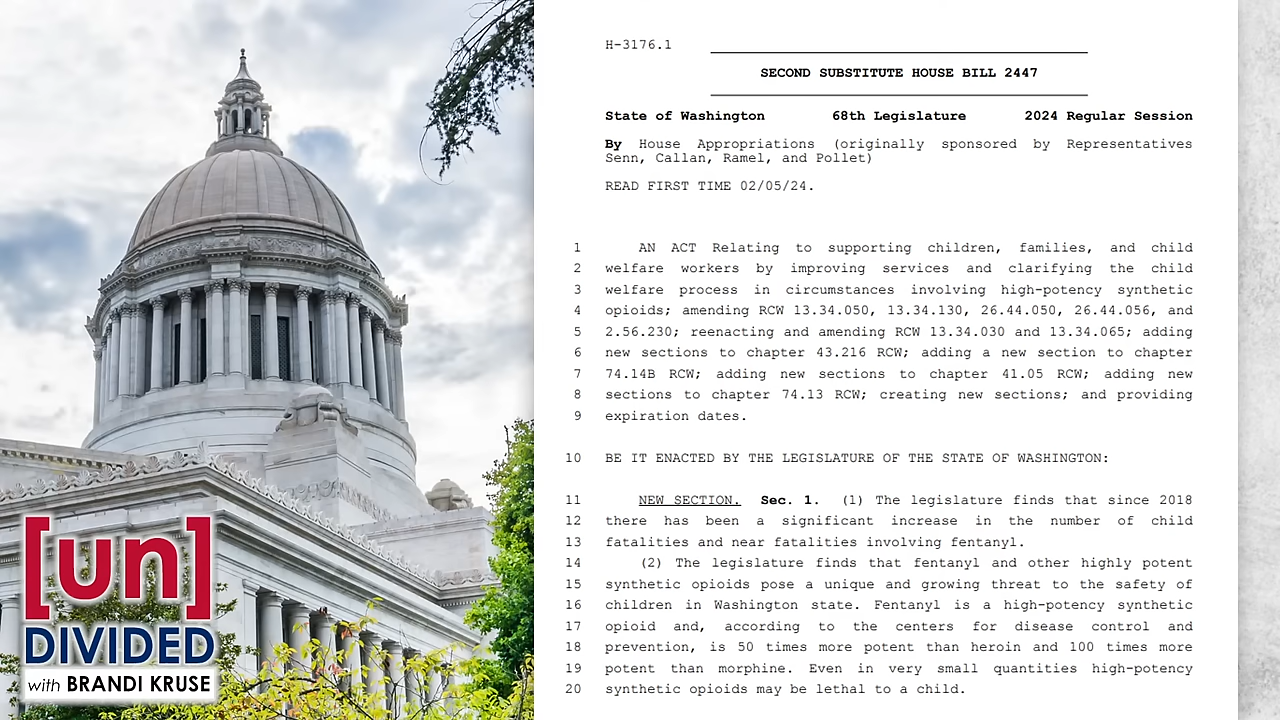 [un]
DIVIDED
with BRANDI KRUSE
H-3176.1
SECOND SUBSTITUTE HOUSE BILL 2447
State of Washington 68th Legislature 2024 Regular Session
By House Appropriations (originally sponsored by Representatives
Senn, Callan, Ramel, and Pollet)
READ FIRST TIME 02/05/24.
1 AN ACT Relating to supporting children, families, and child
2 welfare workers by improving services and clarifying the child
3 welfare process in circumstances involving high-potency synthetic
4 opioids; amending RCW 13.34.050, 13.34.130, 26.44.050, 26.44.056, and
5 2.56.230; reenacting and amending RCW 13.34.030 and 13.34.065; adding
6 new sections to chapter 43.216 RCW; adding a new section to chapter
7 74.14B RCW; adding new sections to chapter 41.05 RCW; adding new
8 sections to chapter 74.13 RCW; creating new sections; and providing
9 expiration dates.
10 BE IT ENACTED BY THE LEGISLATURE OF THE STATE OF WASHINGTON:
11 NEW SECTION. Sec. 1. (1) The legislature finds that since 2018
12 there has been a significant increase in the number of child
13 fatalities and near fatalities involving fentanyl.
14 (2) The legislature finds that fentanyl and other highly potent
15 synthetic opioids pose a unique and growing threat to the safety of
16 children in Washington state. Fentanyl is a high-potency synthetic
17 opioid and, according to the centers for disease control and
18 prevention, is 50 times more potent than heroin and 100 times more
19 potent than morphine. Even in very small quantities high-potency
20 synthetic opioids may be lethal to a child.